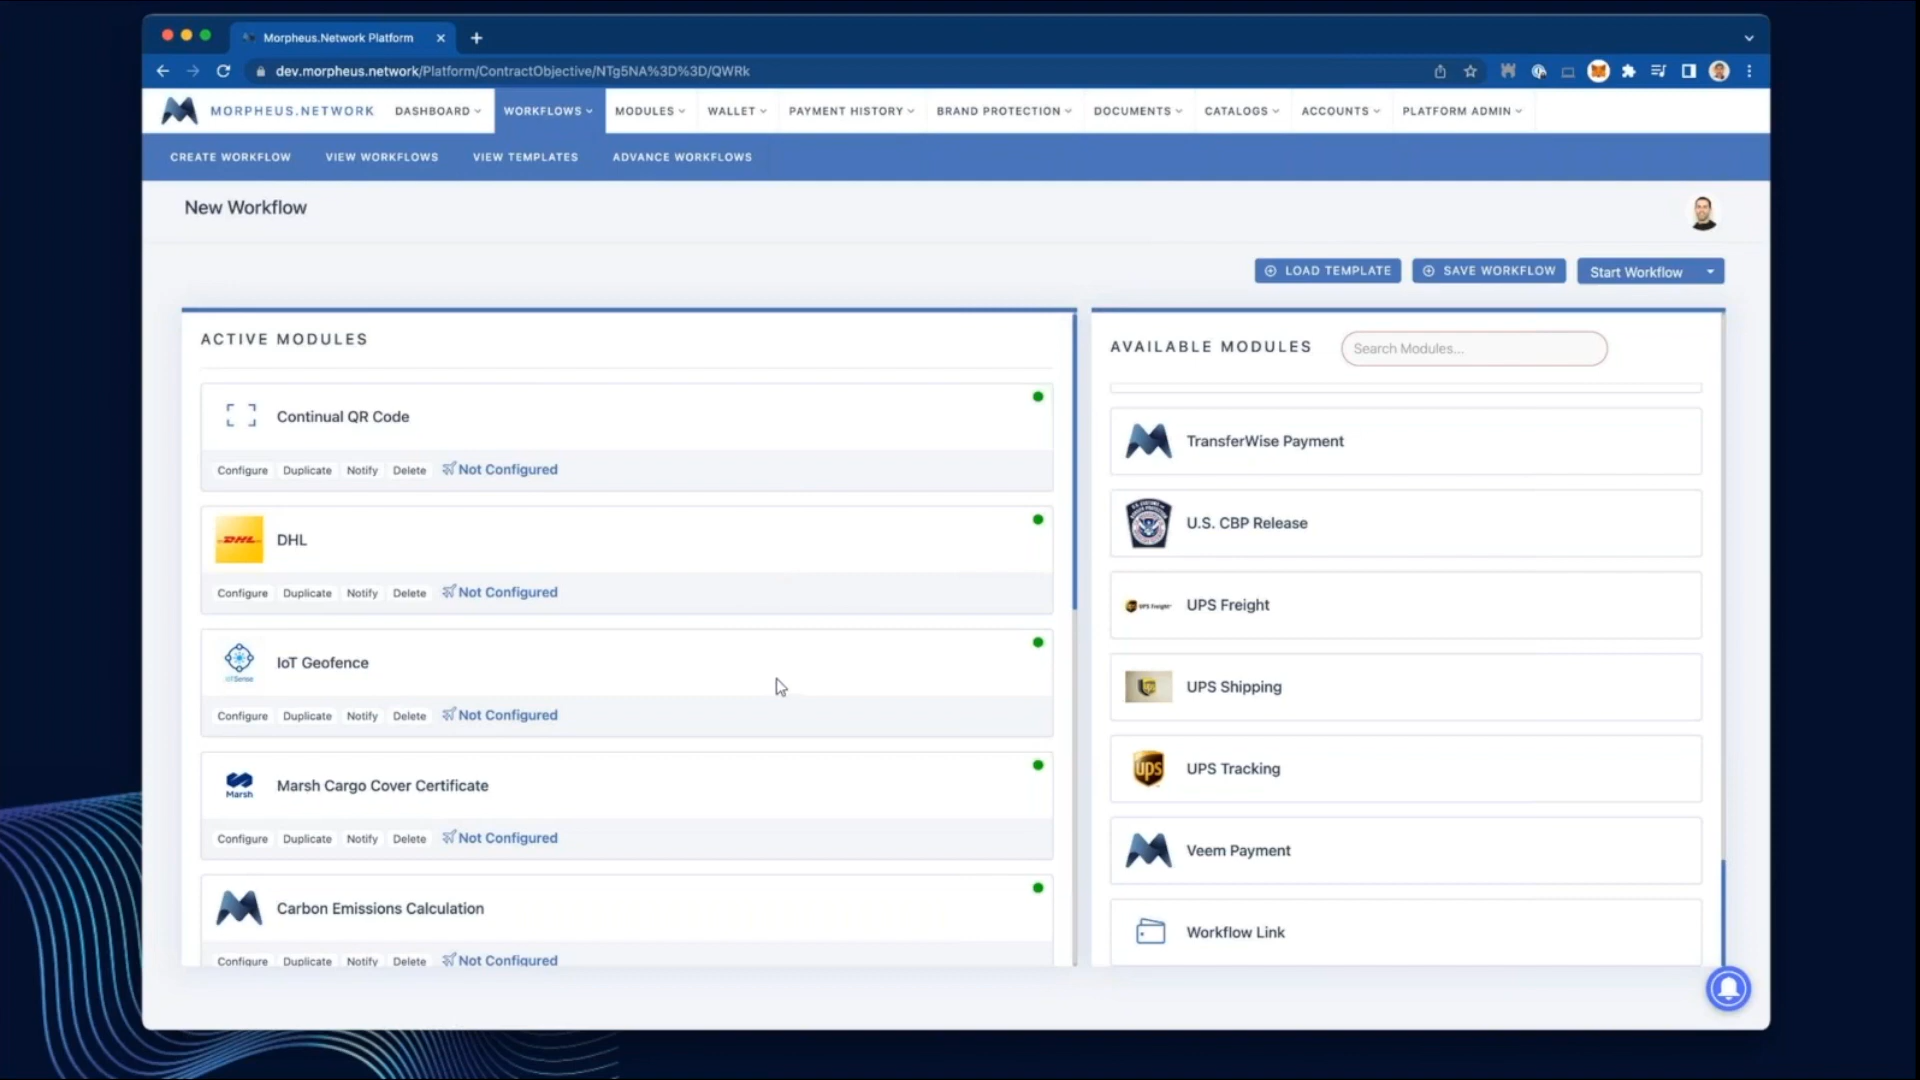 Morpheus.Network Platform
dev.morpheus.network/Platform/ContractObjective/NTg5NA%3D%3D/QWRk
MORPHEUS.NETWORK DASHBOARD WORKFLOWS MODULES WALLET PAYMENT HISTORY BRAND PROTECTION DOCUMENTS CATALOGS ACCOUNTS PLATFORM ADMIN
CREATE WORKFLOW VIEW WORKFLOWS VIEW TEMPLATES ADVANCE WORKFLOWS
New Workflow
LOAD TEMPLATE SAVE WORKFLOW Start Workflow
ACTIVE MODULES
Continual QR Code
Configure Duplicate Notify Delete Not Configured
DHL
DHL
Configure Duplicate Notify Delete Not Configured
IoT Geofence
Configure Duplicate Notify Delete Not Configured
Marsh
Marsh Cargo Cover Certificate
Configure Duplicate Notify Delete Not Configured
Carbon Emissions Calculation
Configure Duplicate Notify Delete Not Configured
AVAILABLE MODULES
Search Modules...
TransferWise Payment
U.S. CBP Release
UPS Freight
UPS Freight
UPS Shipping
ups
UPS Tracking
Veem Payment
Workflow Link